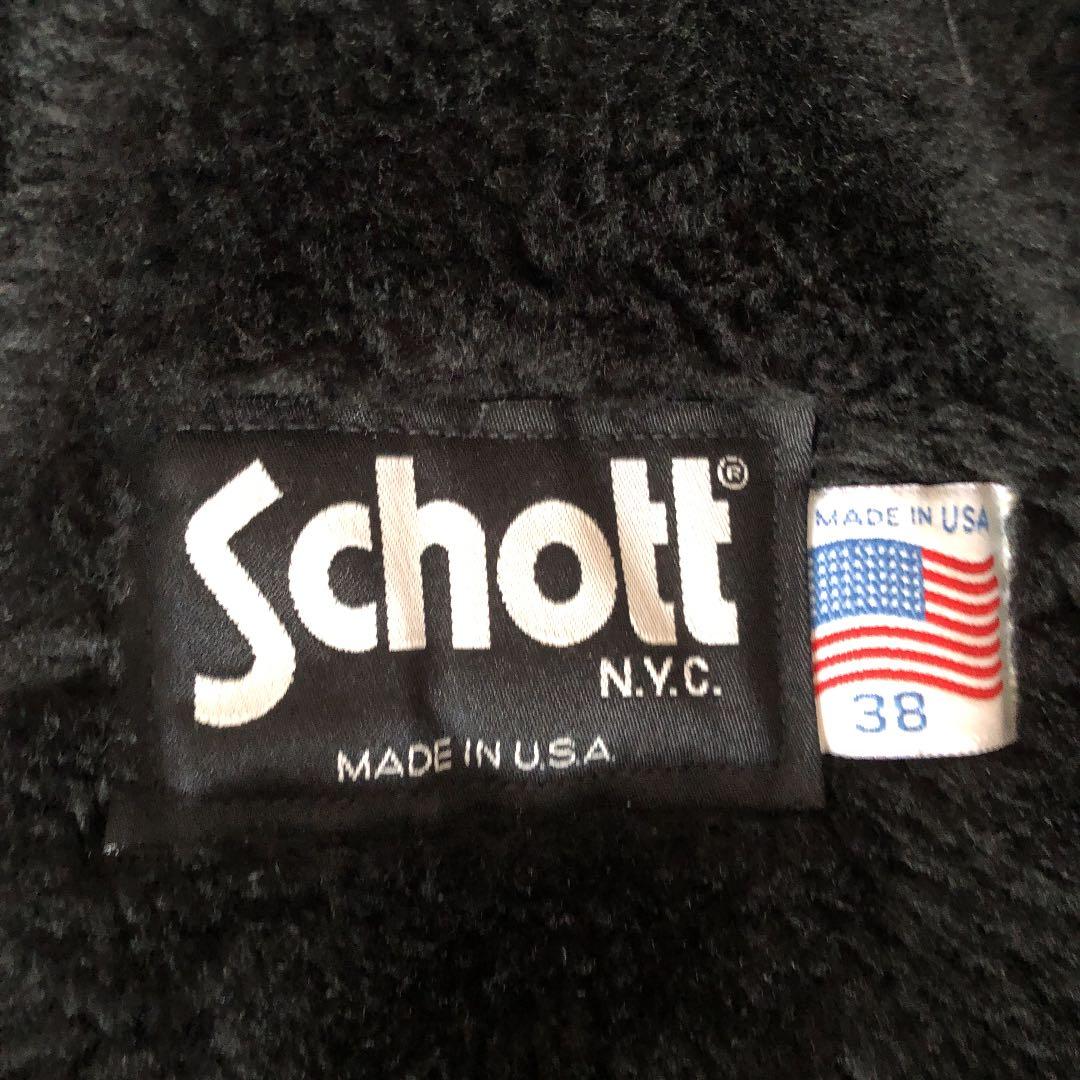 Schott®
N.Y.C.
MADE IN U.S.A
MADE IN USA
38